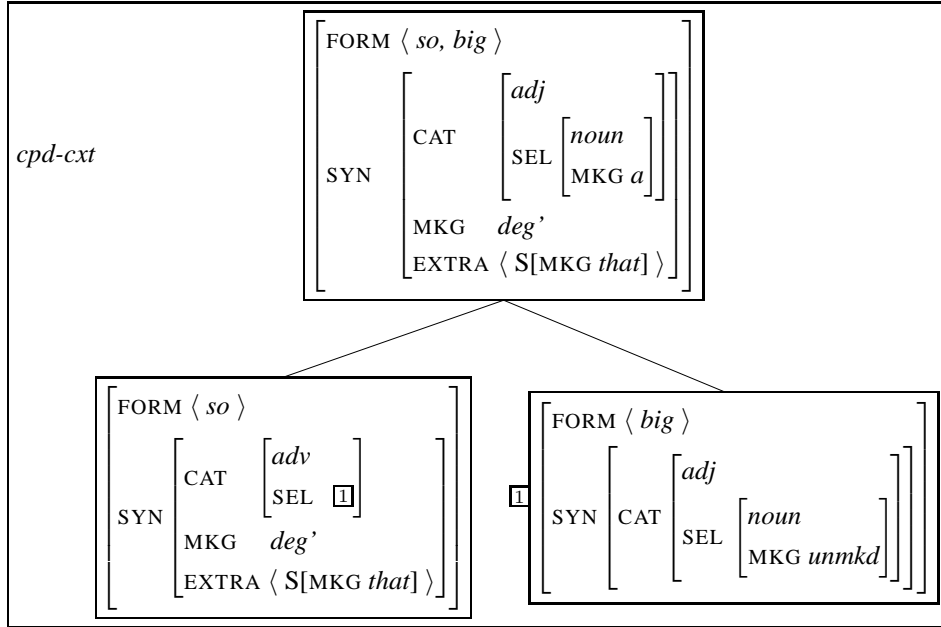 FORM ⟨ so, big ⟩
adj
CAT
noun
SEL
cpd-cxt
MKG a
SYN
MKG deg’
EXTRA ⟨ S[MKG that] ⟩
FORM ⟨ so ⟩
adv
CAT
SEL 1
SYN
MKG deg’
EXTRA ⟨ S[MKG that] ⟩
1
FORM ⟨ big ⟩
adj
SYN CAT
noun
SEL
MKG unmkd